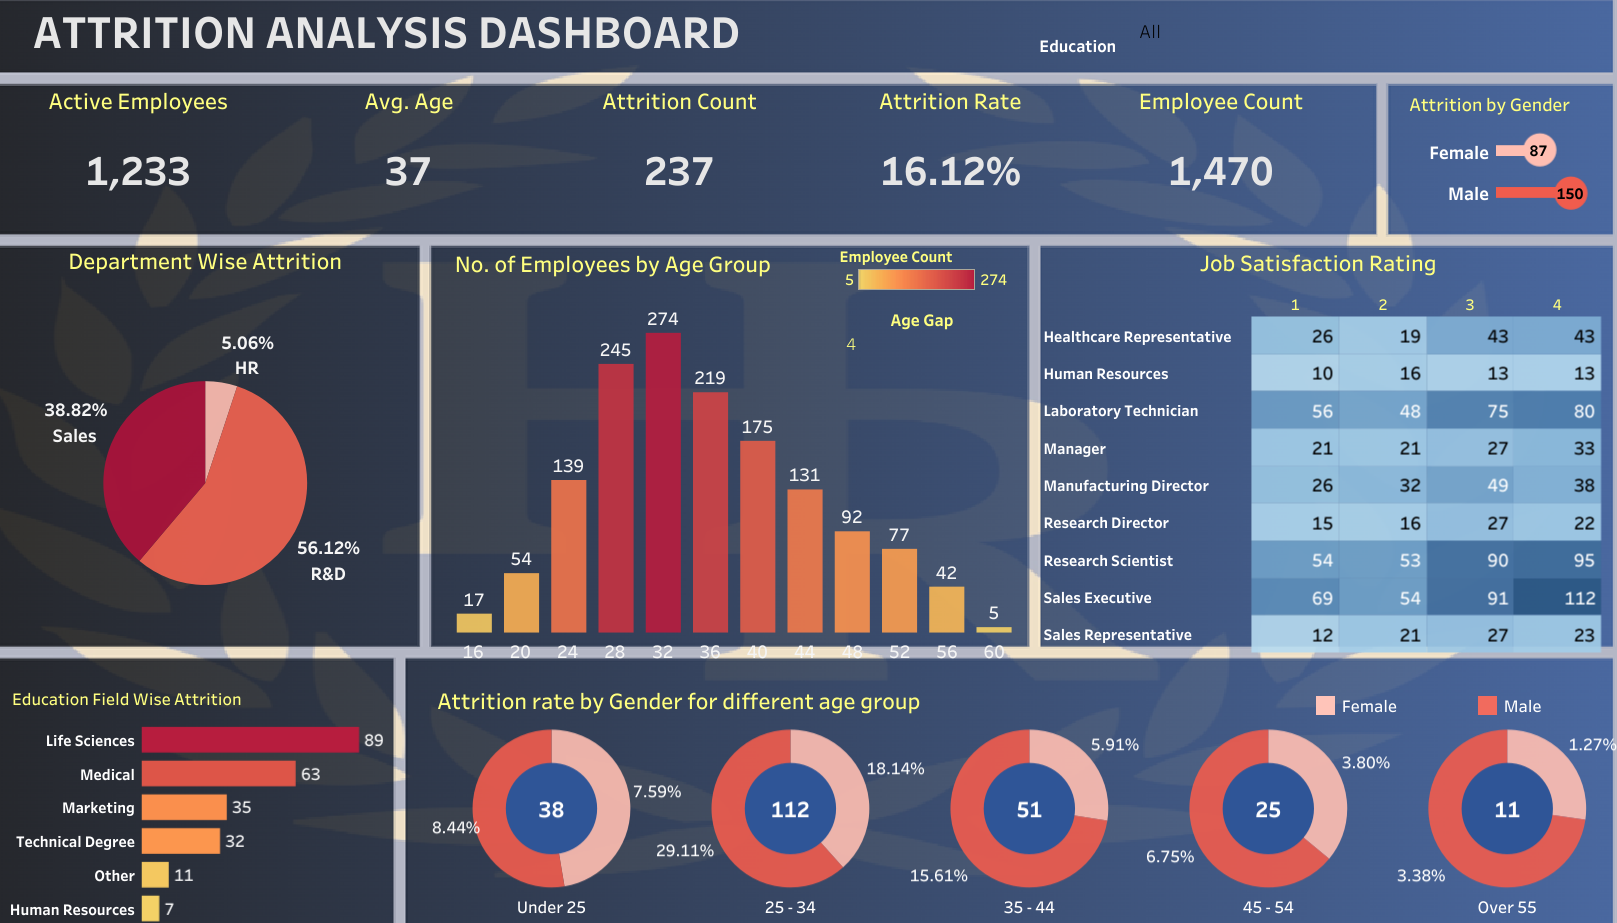 ATTRITION ANALYSIS DASHBOARD
Education
All
Active Employees
1,233
Avg. Age
37
Attrition Count
237
Attrition Rate
16.12%
Employee Count
1,470
Attrition by Gender
Female 87
Male 150
Department Wise Attrition
5.06%
HR
38.82%
Sales
56.12%
R&D
No. of Employees by Age Group
Employee Count
5 274
Age Gap
4
17 54 139 245 274 219 175 131 92 77 42 5
16 20 24 28 32 36 40 44 48 52 56 60
Job Satisfaction Rating
1 2 3 4
Healthcare Representative 26 19 43 43
Human Resources 10 16 13 13
Laboratory Technician 56 48 75 80
Manager 21 21 27 33
Manufacturing Director 26 32 49 38
Research Director 15 16 27 22
Research Scientist 54 53 90 95
Sales Executive 69 54 91 112
Sales Representative 12 21 27 23
Education Field Wise Attrition
Life Sciences 89
Medical 63
Marketing 35
Technical Degree 32
Other 11
Human Resources 7
Attrition rate by Gender for different age group
Female Male
8.44% 38 7.59%
Under 25
29.11% 112 18.14%
25 - 34
15.61% 51 5.91%
35 - 44
6.75% 25 3.80%
45 - 54
3.38% 11 1.27%
Over 55
HR